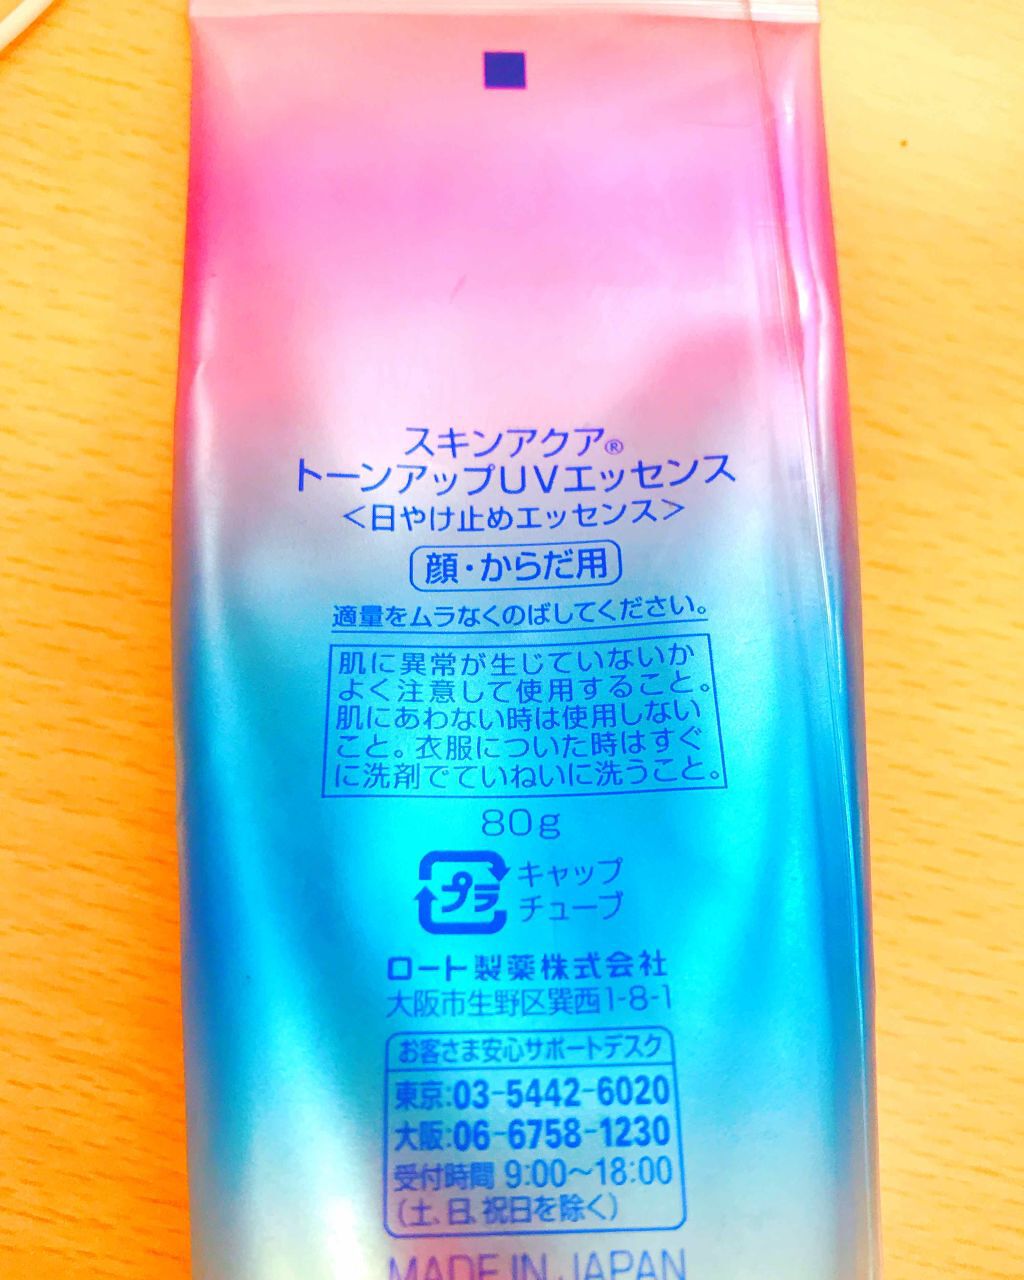 スキンアクア®
トーンアップUVエッセンス
＜日やけ止めエッセンス＞
顔・からだ用
適量をムラなくのばしてください。
肌に異常が生じていないか
よく注意して使用すること。
肌にあわない時は使用しない
こと。衣服についた時はすぐ
に洗剤でていねいに洗うこと。
80g
プラ
キャップ
チューブ
ロート製薬株式会社
大阪市生野区巽西1-8-1
お客さま安心サポートデスク
東京:03-5442-6020
大阪:06-6758-1230
受付時間 9:00～18:00
(土、日、祝日を除く)
MADE IN JAPAN